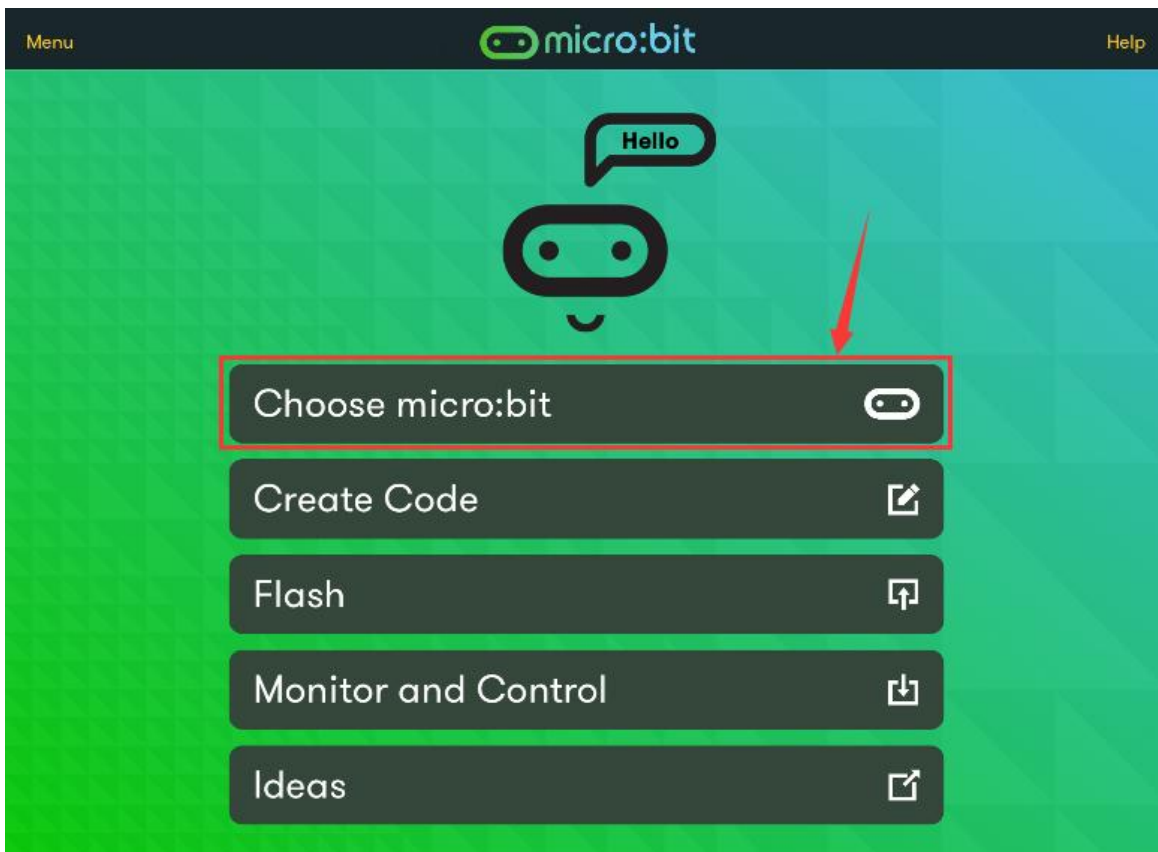 Menu
micro:bit
Help
Hello
Choose micro:bit
Create Code
Flash
Monitor and Control
Ideas